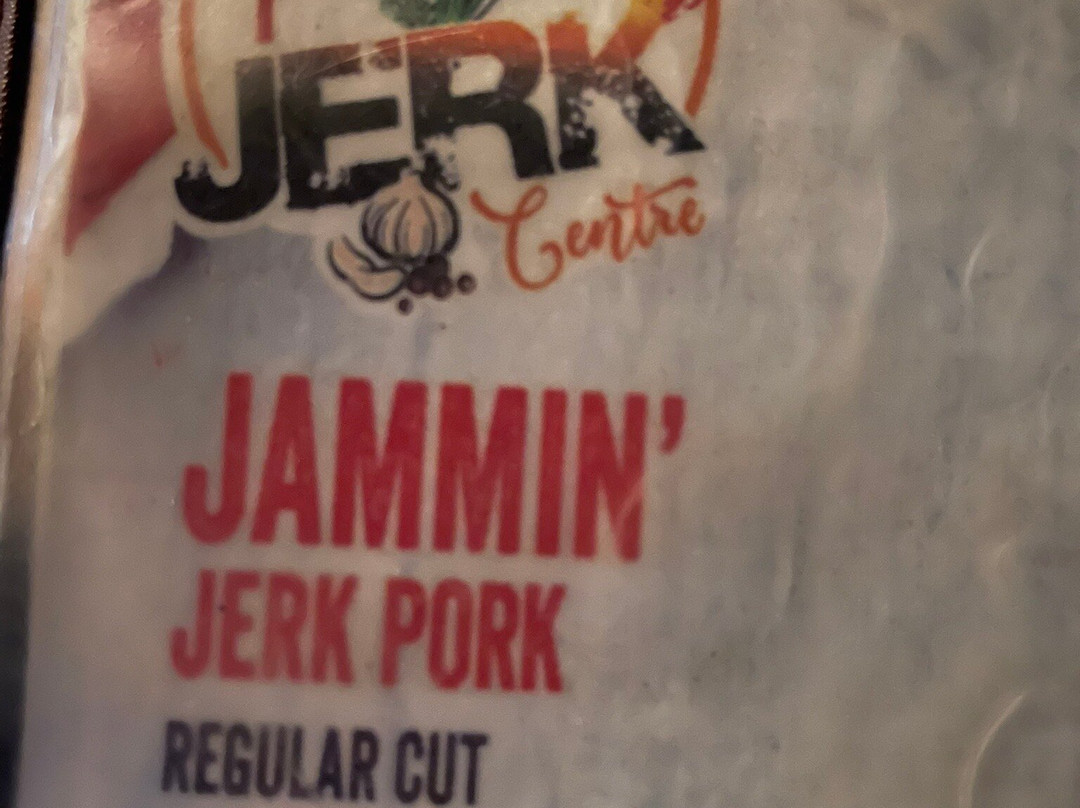 JERK
Centre
JAMMIN'
JERK PORK
REGULAR CUT